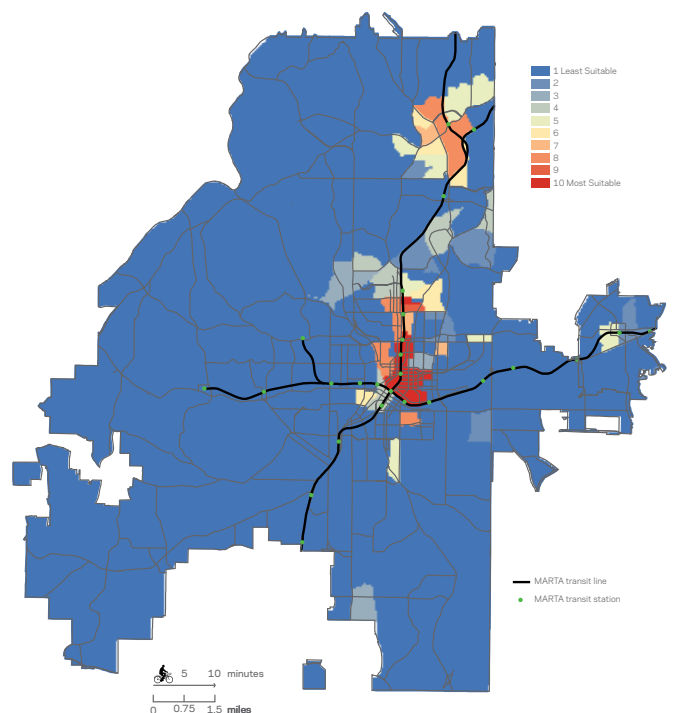 1 Least Suitable
2
3
4
5
6
7
8
9
10 Most Suitable
MARTA transit line
MARTA transit station
5 10 minutes
0 0.75 1.5 miles